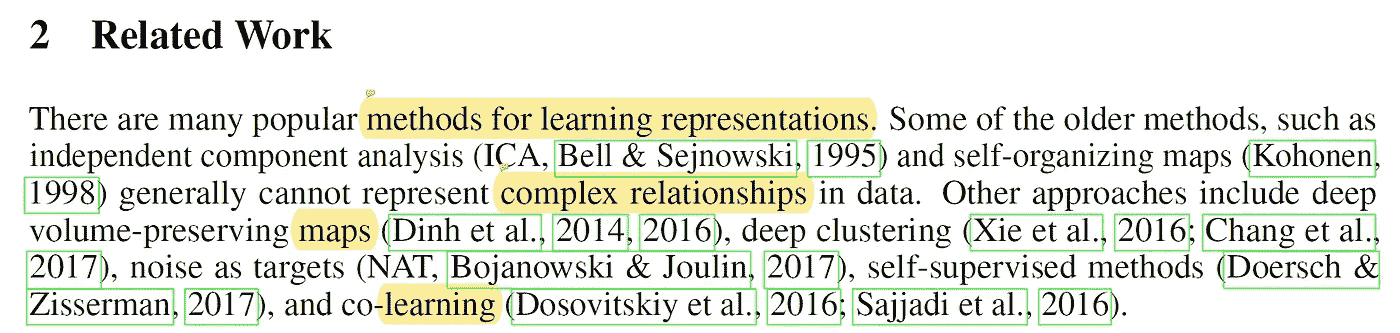 2 Related Work
There are many popular methods for learning representations. Some of the older methods, such as
independent component analysis (ICA, Bell & Sejnowski, 1995) and self-organizing maps (Kohonen,
1998) generally cannot represent complex relationships in data. Other approaches include deep
volume-preserving maps (Dinh et al., 2014, 2016), deep clustering (Xie et al., 2016; Chang et al.,
2017), noise as targets (NAT, Bojanowski & Joulin, 2017), self-supervised methods (Doersch &
Zisserman, 2017), and co-learning (Dosovitskiy et al., 2016; Sajjadi et al., 2016).